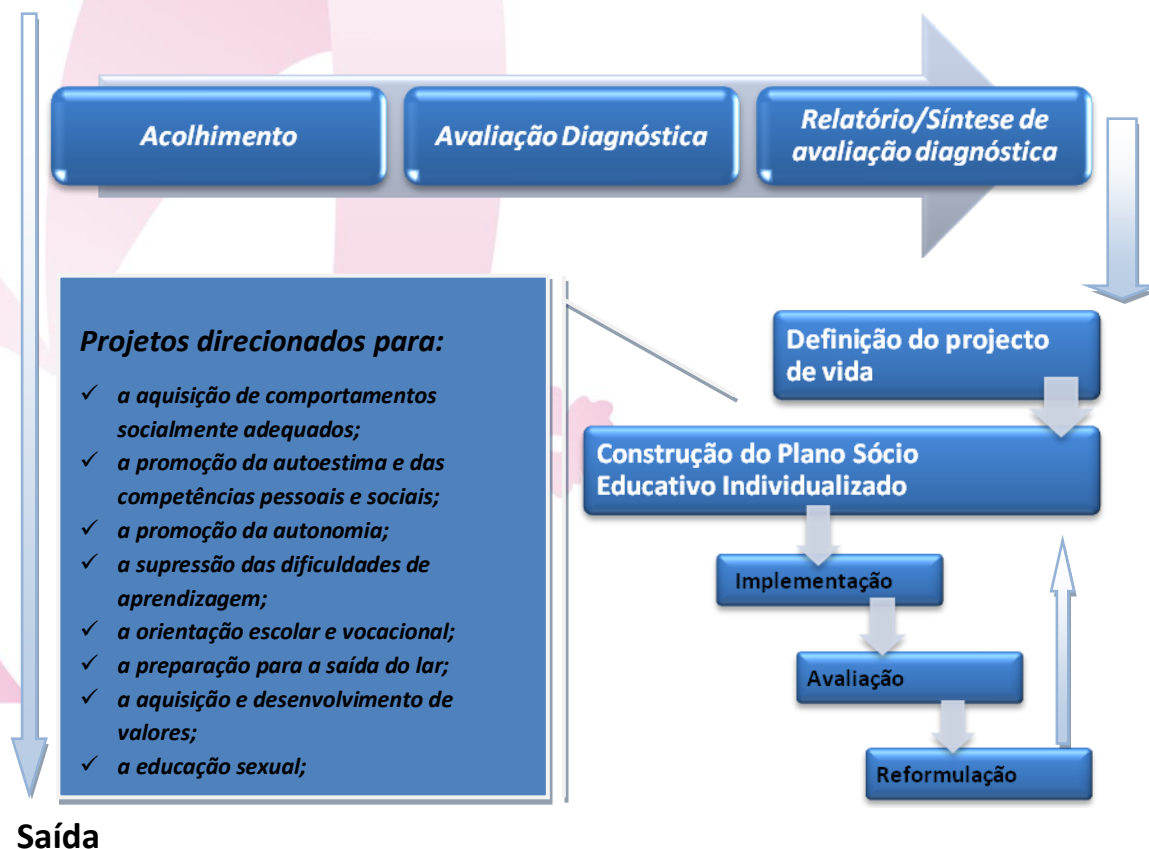 Acolhimento
Avaliação Diagnóstica
Relatório/Síntese de
avaliação diagnóstica
Projetos direcionados para:
✓ a aquisição de comportamentos
socialmente adequados;
✓ a promoção da autoestima e das
competências pessoais e sociais;
✓ a promoção da autonomia;
✓ a supressão das dificuldades de
aprendizagem;
✓ a orientação escolar e vocacional;
✓ a preparação para a saída do lar;
✓ a aquisição e desenvolvimento de
valores;
✓ a educação sexual;
Definição do projecto
de vida
Construção do Plano Sócio
Educativo Individualizado
Implementação
Avaliação
Reformulação
Saída